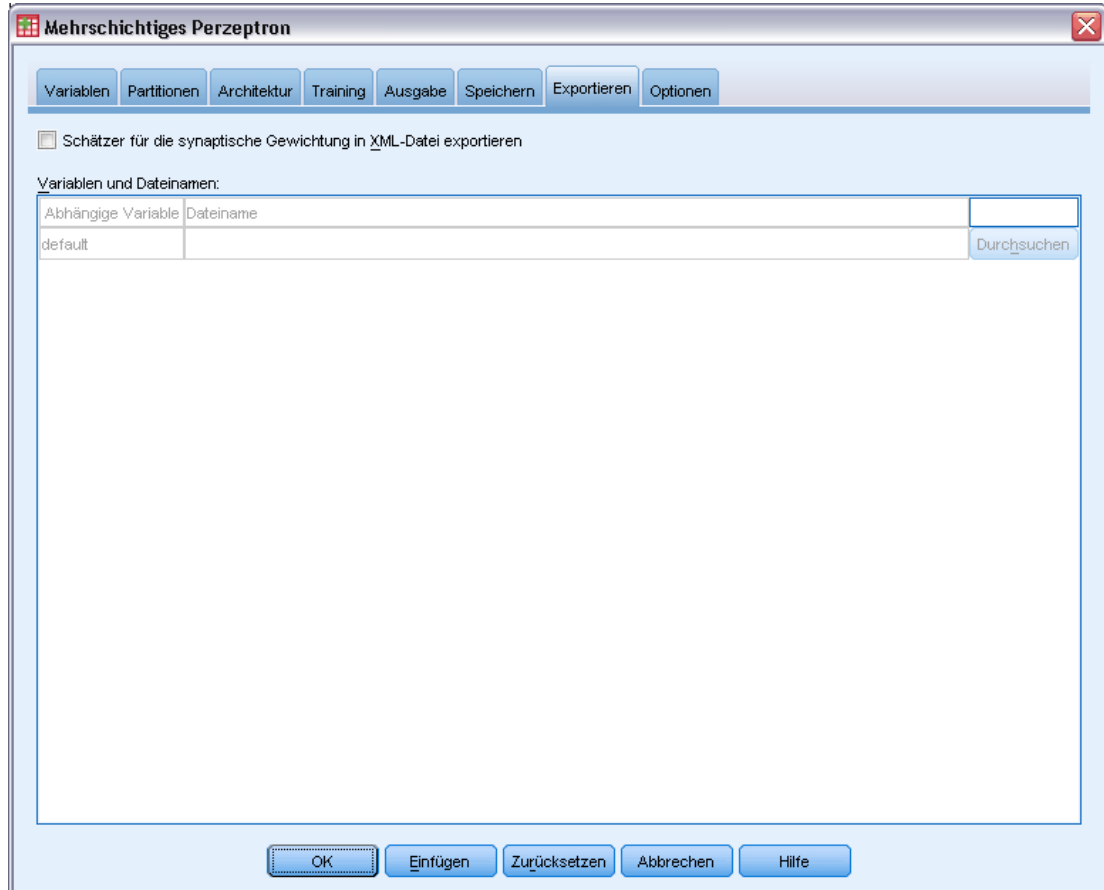 Mehrschichtiges Perzeptron
Variablen Partitionen Architektur Training Ausgabe Speichern Exportieren Optionen
Schätzer für die synaptische Gewichtung in XML-Datei exportieren
Variablen und Dateinamen:
Abhängige Variable Dateiname
default Durchsuchen
OK Einfügen Zurücksetzen Abbrechen Hilfe